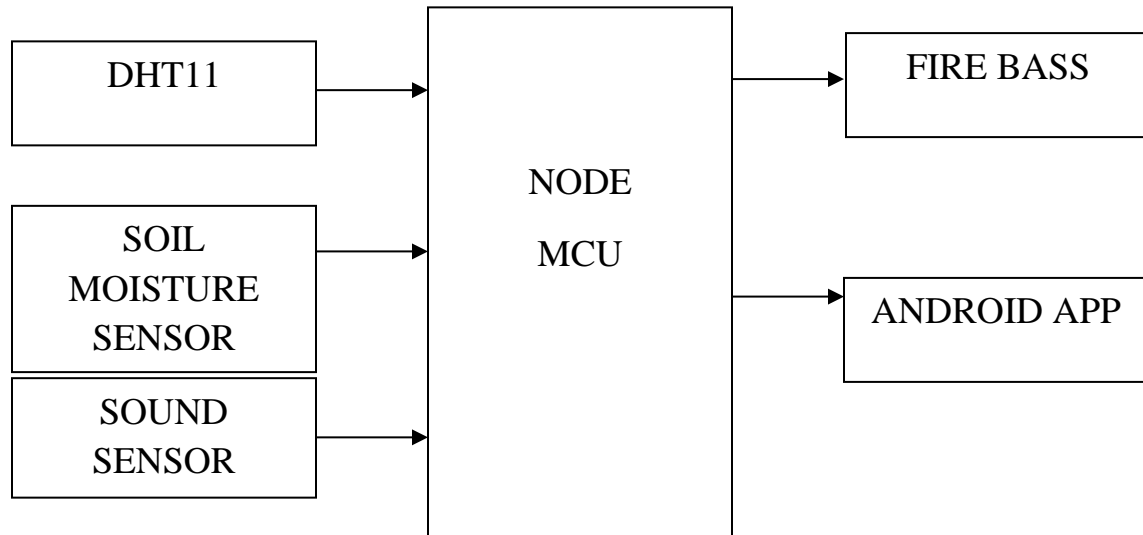 DHT11
SOIL
MOISTURE
SENSOR
SOUND
SENSOR
NODE
MCU
FIRE BASS
ANDROID APP